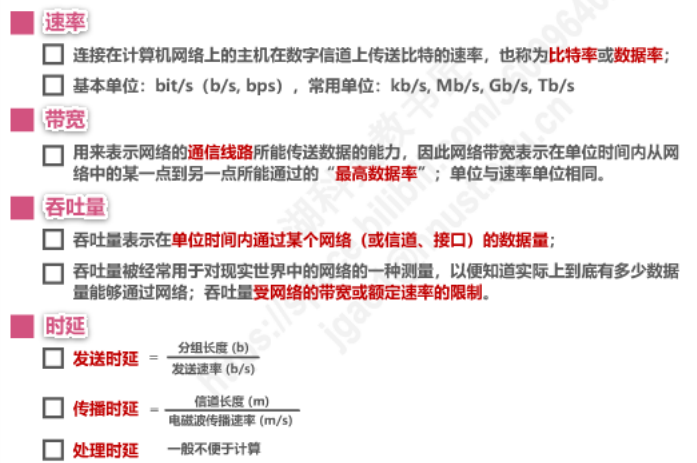 速率
连接在计算机网络上的主机在数字信道上传送比特的速率，也称为比特率或数据率；
基本单位：bit/s（b/s, bps），常用单位：kb/s, Mb/s, Gb/s, Tb/s
带宽
用来表示网络的通信线路所能传送数据的能力，因此网络带宽表示在单位时间内从网
络中的某一点到另一点所能通过的“最高数据率”；单位与速率单位相同。
吞吐量
吞吐量表示在单位时间内通过某个网络（或信道、接口）的数据量；
吞吐量被经常用于对现实世界中的网络的一种测量，以便知道实际上到底有多少数据
量能够通过网络；吞吐量受网络的带宽或额定速率的限制。
时延
发送时延 = 分组长度 (b)
发送速率 (b/s)
传播时延 = 信道长度 (m)
电磁波传播速率 (m/s)
处理时延 一般不便于计算